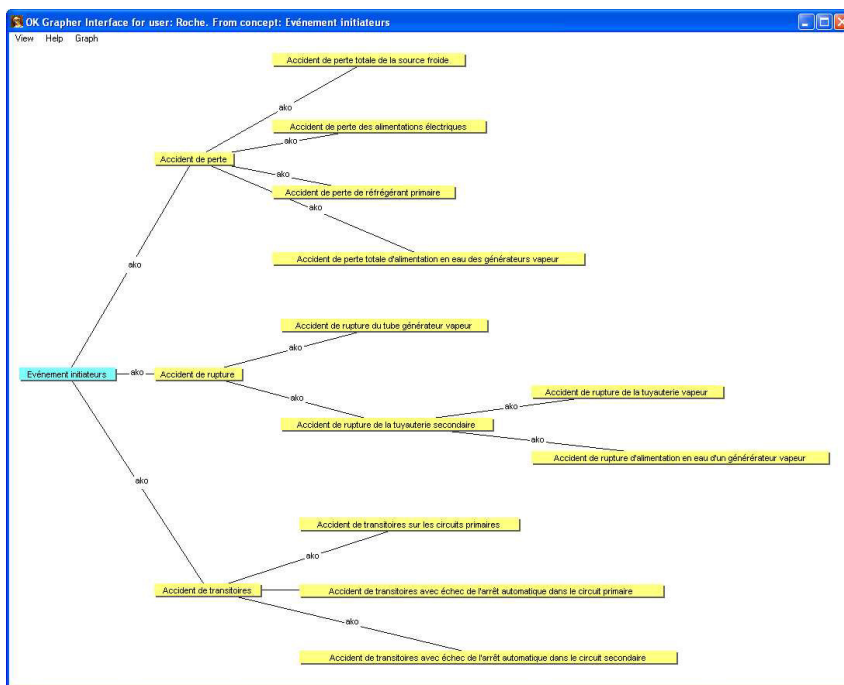 OK Grapher Interface for user: Roche. From concept: Evénement initiateurs
View Help Graph
Accident de perte totale de la source froide
ako
Accident de perte des alimentations électriques
ako
Accident de perte
ako
Accident de perte de réfrégérant primaire
ako
Accident de perte totale d'alimentation en eau des générateurs vapeur
ako
Accident de rupture du tube générateur vapeur
ako
Evénement initiateurs
ako
Accident de rupture
Accident de rupture de la tuyauterie vapeur
ako
ako
Accident de rupture de la tuyauterie secondaire
ako
Accident de rupture d'alimentation en eau d'un générérateur vapeur
ako
Accident de transitoires sur les circuits primaires
ako
Accident de transitoires
Accident de transitoires avec échec de l'arrêt automatique dans le circuit primaire
ako
Accident de transitoires avec échec de l'arrêt automatique dans le circuit secondaire